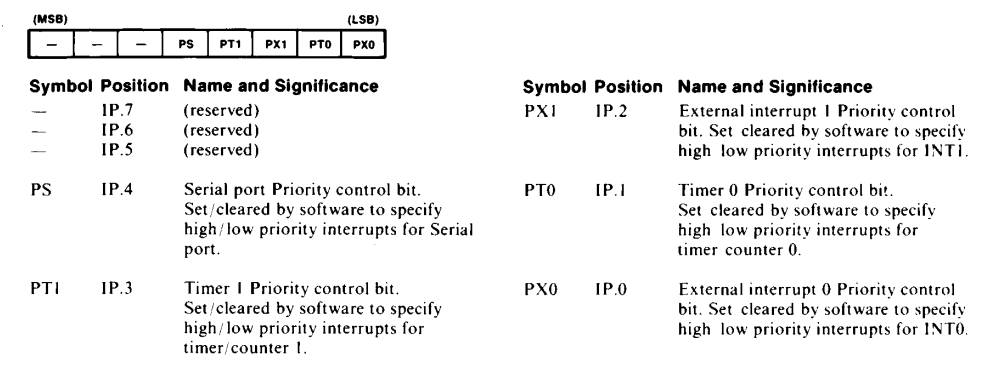 (MSB) (LSB)
— — — PS PT1 PX1 PT0 PX0
Symbol Position Name and Significance
— IP.7 (reserved)
— IP.6 (reserved)
— IP.5 (reserved)
PS IP.4 Serial port Priority control bit.
Set/cleared by software to specify
high/low priority interrupts for Serial
port.
PT1 IP.3 Timer 1 Priority control bit.
Set/cleared by software to specify
high/low priority interrupts for
timer/counter 1.
Symbol Position Name and Significance
PX1 IP.2 External interrupt 1 Priority control
bit. Set cleared by software to specify
high low priority interrupts for INT1.
PT0 IP.1 Timer 0 Priority control bit.
Set cleared by software to specify
high low priority interrupts for
timer counter 0.
PX0 IP.0 External interrupt 0 Priority control
bit. Set cleared by software to specify
high low priority interrupts for INT0.